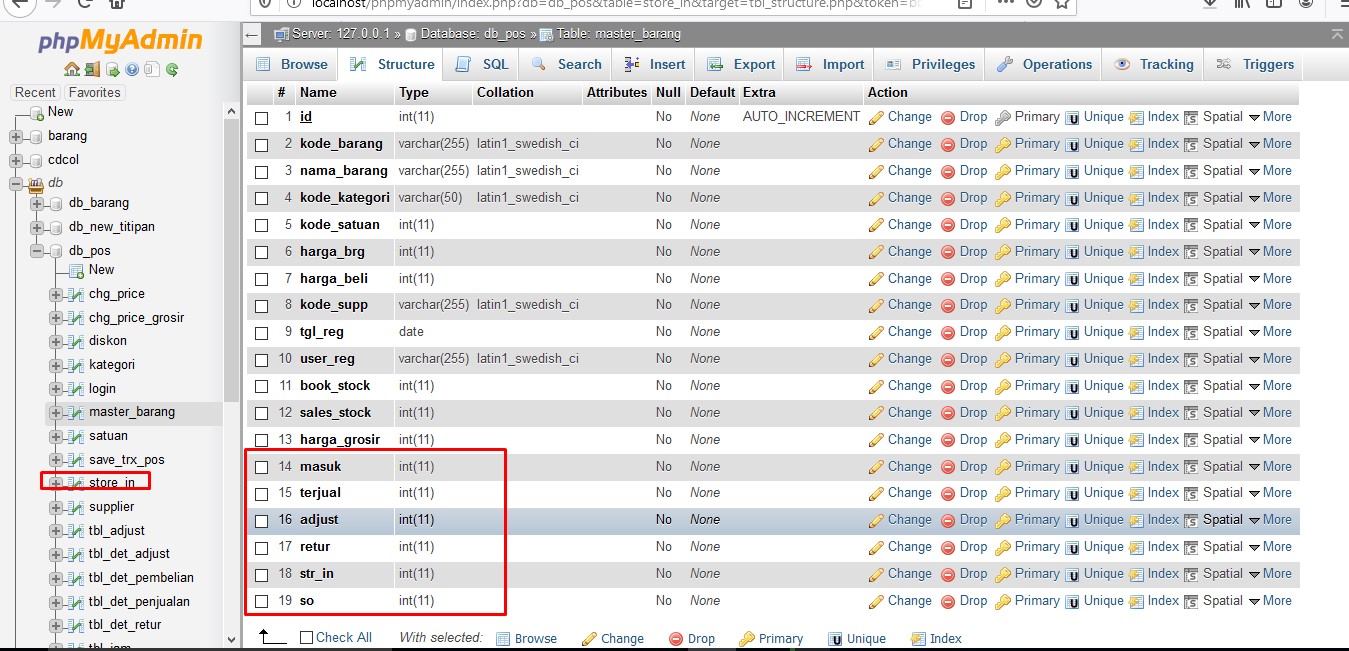 localhost/phpmyadmin/index.php?db=db_pos&table=store_in&target=tbl_structure.php&token=
phpMyAdmin
Recent Favorites
New
barang
cdcol
db
db_barang
db_new_titipan
db_pos
New
chg_price
chg_price_grosir
diskon
kategori
login
master_barang
satuan
save_trx_pos
store_in
supplier
tbl_adjust
tbl_det_adjust
tbl_det_pembelian
tbl_det_penjualan
tbl_det_retur
Server: 127.0.0.1 » Database: db_pos » Table: master_barang
Browse Structure SQL Search Insert Export Import Privileges Operations Tracking Triggers
# Name Type Collation Attributes Null Default Extra Action
1 id int(11) No None AUTO_INCREMENT Change Drop Primary Unique Index Spatial More
2 kode_barang varchar(255) latin1_swedish_ci No None Change Drop Primary Unique Index Spatial More
3 nama_barang varchar(255) latin1_swedish_ci No None Change Drop Primary Unique Index Spatial More
4 kode_kategori varchar(50) latin1_swedish_ci No None Change Drop Primary Unique Index Spatial More
5 kode_satuan int(11) No None Change Drop Primary Unique Index Spatial More
6 harga_brg int(11) No None Change Drop Primary Unique Index Spatial More
7 harga_beli int(11) No None Change Drop Primary Unique Index Spatial More
8 kode_supp varchar(255) latin1_swedish_ci No None Change Drop Primary Unique Index Spatial More
9 tgl_reg date No None Change Drop Primary Unique Index Spatial More
10 user_reg varchar(255) latin1_swedish_ci No None Change Drop Primary Unique Index Spatial More
11 book_stock int(11) No None Change Drop Primary Unique Index Spatial More
12 sales_stock int(11) No None Change Drop Primary Unique Index Spatial More
13 harga_grosir int(11) No None Change Drop Primary Unique Index Spatial More
14 masuk int(11) No None Change Drop Primary Unique Index Spatial More
15 terjual int(11) No None Change Drop Primary Unique Index Spatial More
16 adjust int(11) No None Change Drop Primary Unique Index Spatial More
17 retur int(11) No None Change Drop Primary Unique Index Spatial More
18 str_in int(11) No None Change Drop Primary Unique Index Spatial More
19 so int(11) No None Change Drop Primary Unique Index Spatial More
Check All With selected: Browse Change Drop Primary Unique Index